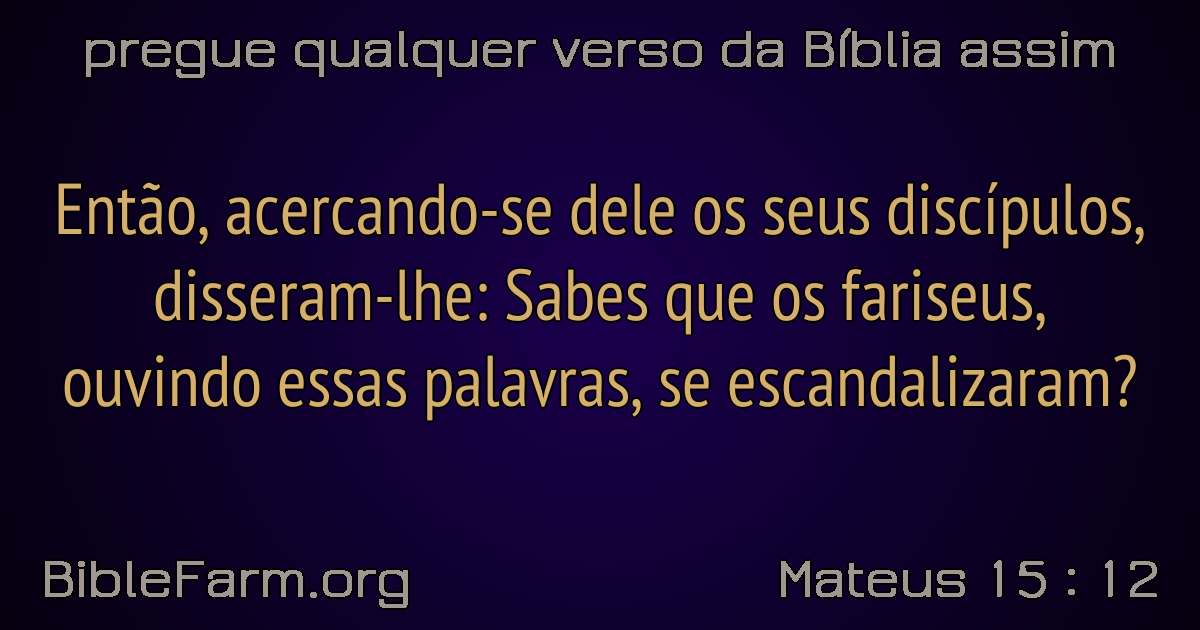 pregue qualquer verso da Bíblia assim
Então, acercando-se dele os seus discípulos,
disseram-lhe: Sabes que os fariseus,
ouvindo essas palavras, se escandalizaram?
BibleFarm.org
Mateus 15 : 12